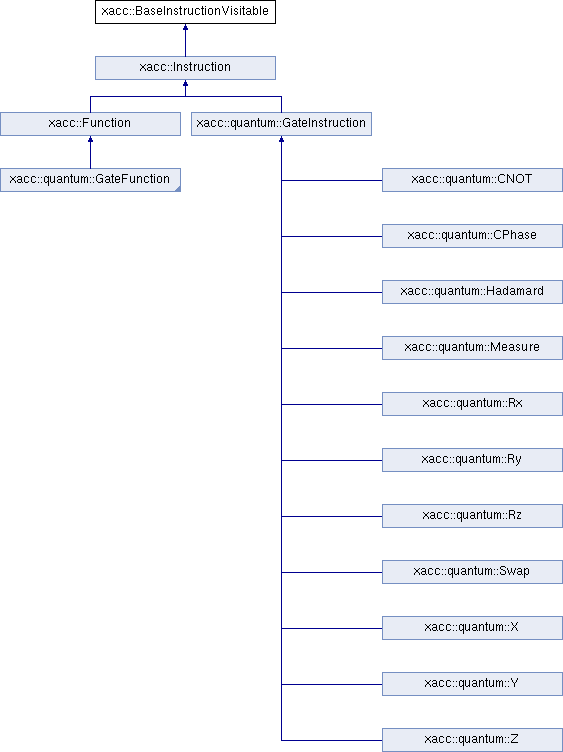 xacc::BaseInstructionVisitable
xacc::Instruction
xacc::Function
xacc::quantum::GateInstruction
xacc::quantum::GateFunction
xacc::quantum::CNOT
xacc::quantum::CPhase
xacc::quantum::Hadamard
xacc::quantum::Measure
xacc::quantum::Rx
xacc::quantum::Ry
xacc::quantum::Rz
xacc::quantum::Swap
xacc::quantum::X
xacc::quantum::Y
xacc::quantum::Z